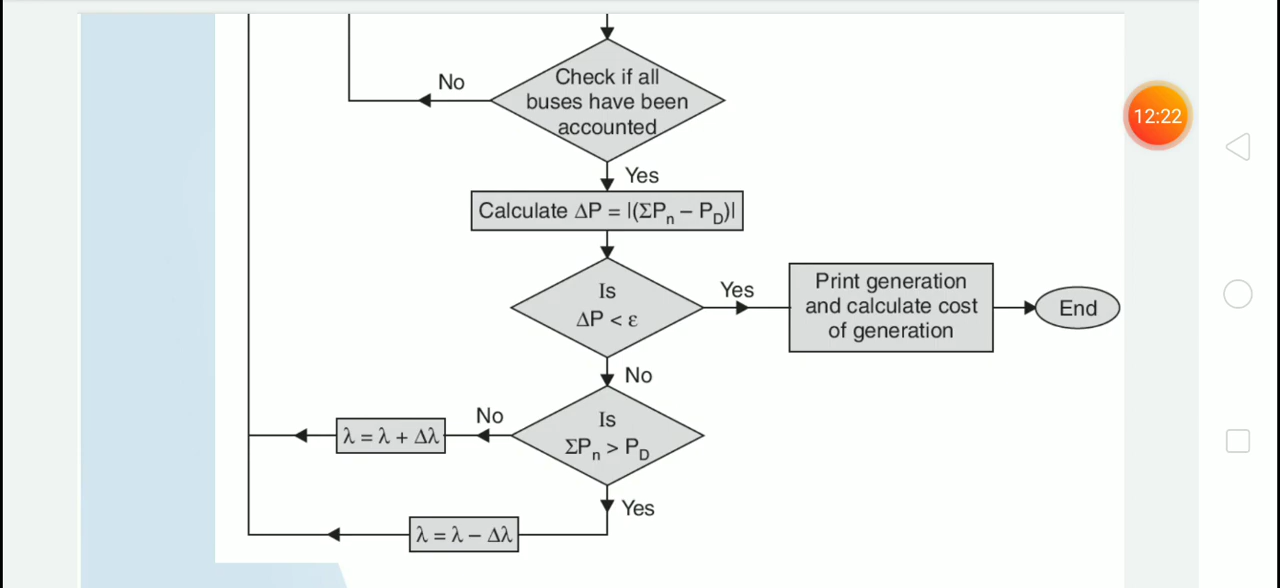 Check if all
buses have been
accounted
No
12:22
Yes
Calculate ΔP = |(ΣPn − PD)|
Is
ΔP < ε
Yes
Print generation
and calculate cost
of generation
End
No
Is
ΣPn > PD
No
λ = λ + Δλ
Yes
λ = λ − Δλ